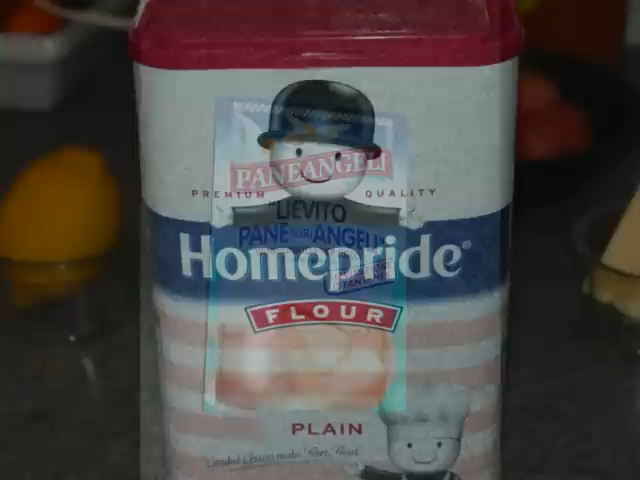 PANEANGELI
PREMIUM QUALITY
LIEVITO
PANE ANGELI
Homepride®
FLOUR
PLAIN